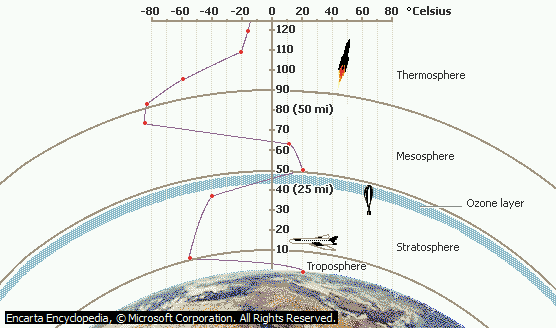 -80 -60 -40 -20 0 20 40 60 80 °Celsius
120
110
100
Thermosphere
90
80 (50 mi)
70
60
Mesosphere
50
40 (25 mi)
Ozone layer
30
20
Stratosphere
10
Troposphere
Encarta Encyclopedia, © Microsoft Corporation. All Rights Reserved.